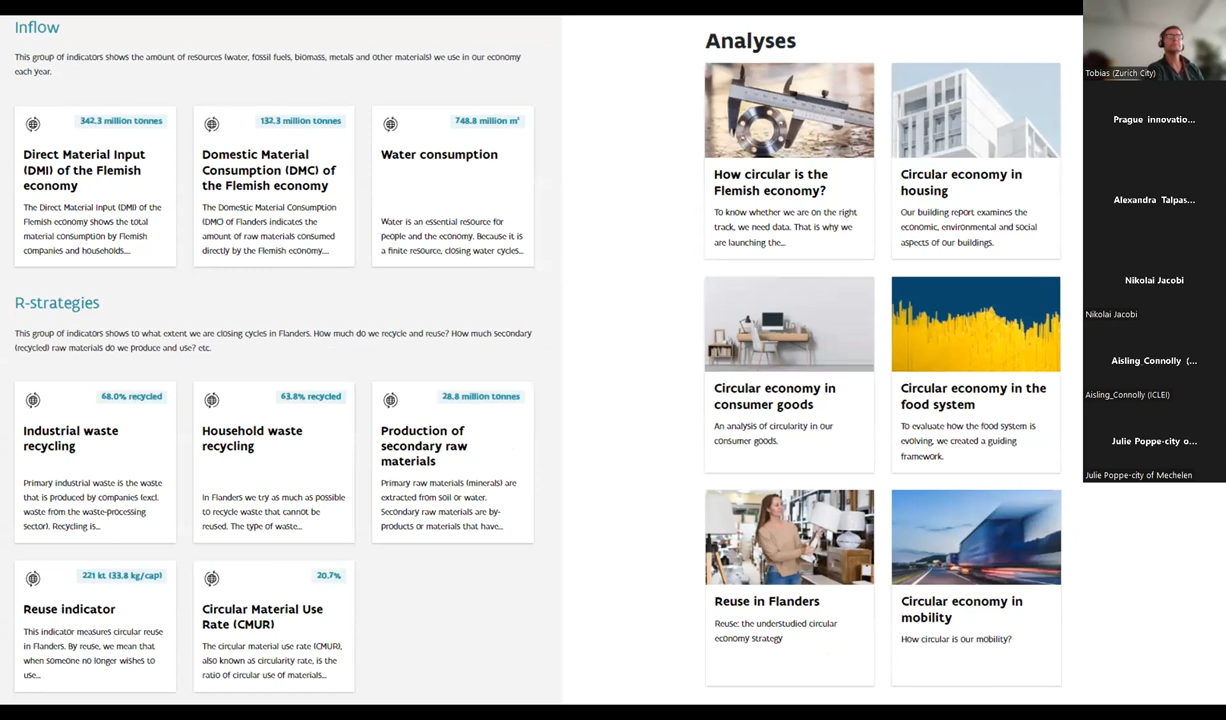 Inflow
This group of indicators shows the amount of resources (water, fossil fuels, biomass, metals and other materials) we use in our economy
each year.
342.3 million tonnes
Direct Material Input
(DMI) of the Flemish
economy
The Direct Material Input (DMI) of the
Flemish economy shows the total
material consumption by Flemish
companies and households,...
132.3 million tonnes
Domestic Material
Consumption (DMC) of
the Flemish economy
The Domestic Material Consumption
(DMC) of Flanders indicates the
amount of raw materials consumed
directly by the Flemish economy....
748.8 million m³
Water consumption
Water is an essential resource for
people and the economy. Because it is
a finite resource, closing water cycles...
R-strategies
This group of indicators shows to what extent we are closing cycles in Flanders. How much do we recycle and reuse? How much secondary
(recycled) raw materials do we produce and use? etc.
68.0% recycled
Industrial waste
recycling
Primary industrial waste is the waste
that is produced by companies (excl.
waste from the waste-processing
sector). Recycling is...
63.8% recycled
Household waste
recycling
In Flanders we try as much as possible
to recycle waste that cannot be
reused. The type of waste...
28.8 million tonnes
Production of
secondary raw
materials
Primary raw materials (minerals) are
extracted from soil or water.
Secondary raw materials are by-
products or materials that have...
221 kt (33.8 kg/cap)
Reuse indicator
This indicator measures circular reuse
in Flanders. By reuse, we mean that
when someone no longer wishes to
use...
20.7%
Circular Material Use
Rate (CMUR)
The circular material use rate (CMUR),
also known as circularity rate, is the
ratio of circular use of materials...
Analyses
How circular is the
Flemish economy?
To know whether we are on the right
track, we need data. That is why we
are launching the...
Circular economy in
housing
Our building report examines the
economic, environmental and social
aspects of our buildings.
Circular economy in
consumer goods
An analysis of circularity in our
consumer goods.
Circular economy in the
food system
To evaluate how the food system is
evolving, we created a guiding
framework.
Reuse in Flanders
Reuse: the understudied circular
economy strategy
Circular economy in
mobility
How circular is our mobility?
Tobias (Zurich City)
Prague innovatio...
Alexandra Talpas...
Nikolai Jacobi
Nikolai Jacobi
Aisling_Connolly (...
Aisling_Connolly (ICLEI)
Julie Poppe-city o...
Julie Poppe-city of Mechelen